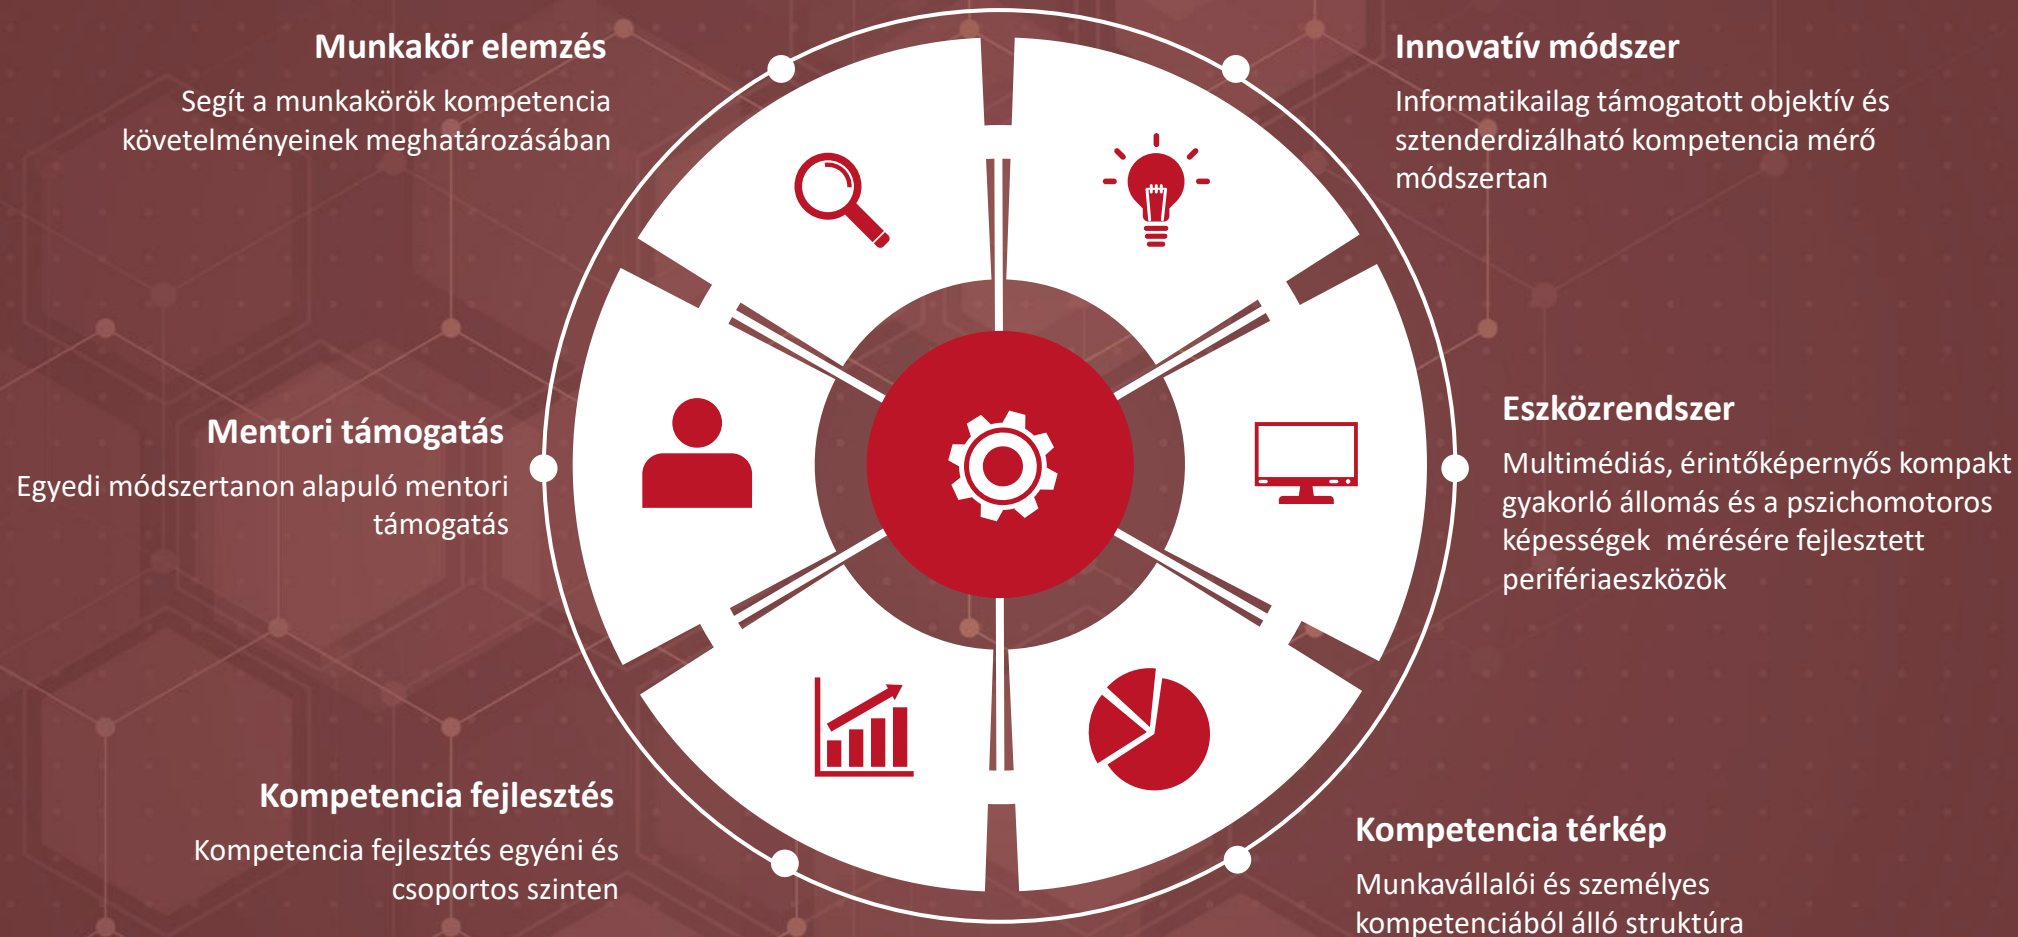 Munkakör elemzés
Segít a munkakörök kompetencia
követelményeinek meghatározásában
Innovatív módszer
Informatikailag támogatott objektív és
sztenderdizálható kompetencia mérő
módszertan
Mentori támogatás
Egyedi módszertanon alapuló mentori
támogatás
Eszközrendszer
Multimédiás, érintőképernyős kompakt
gyakorló állomás és a pszichomotoros
képességek  mérésére fejlesztett
perifériaeszközök
Kompetencia fejlesztés
Kompetencia fejlesztés egyéni és
csoportos szinten
Kompetencia térkép
Munkavállalói és személyes
kompetenciából álló struktúra